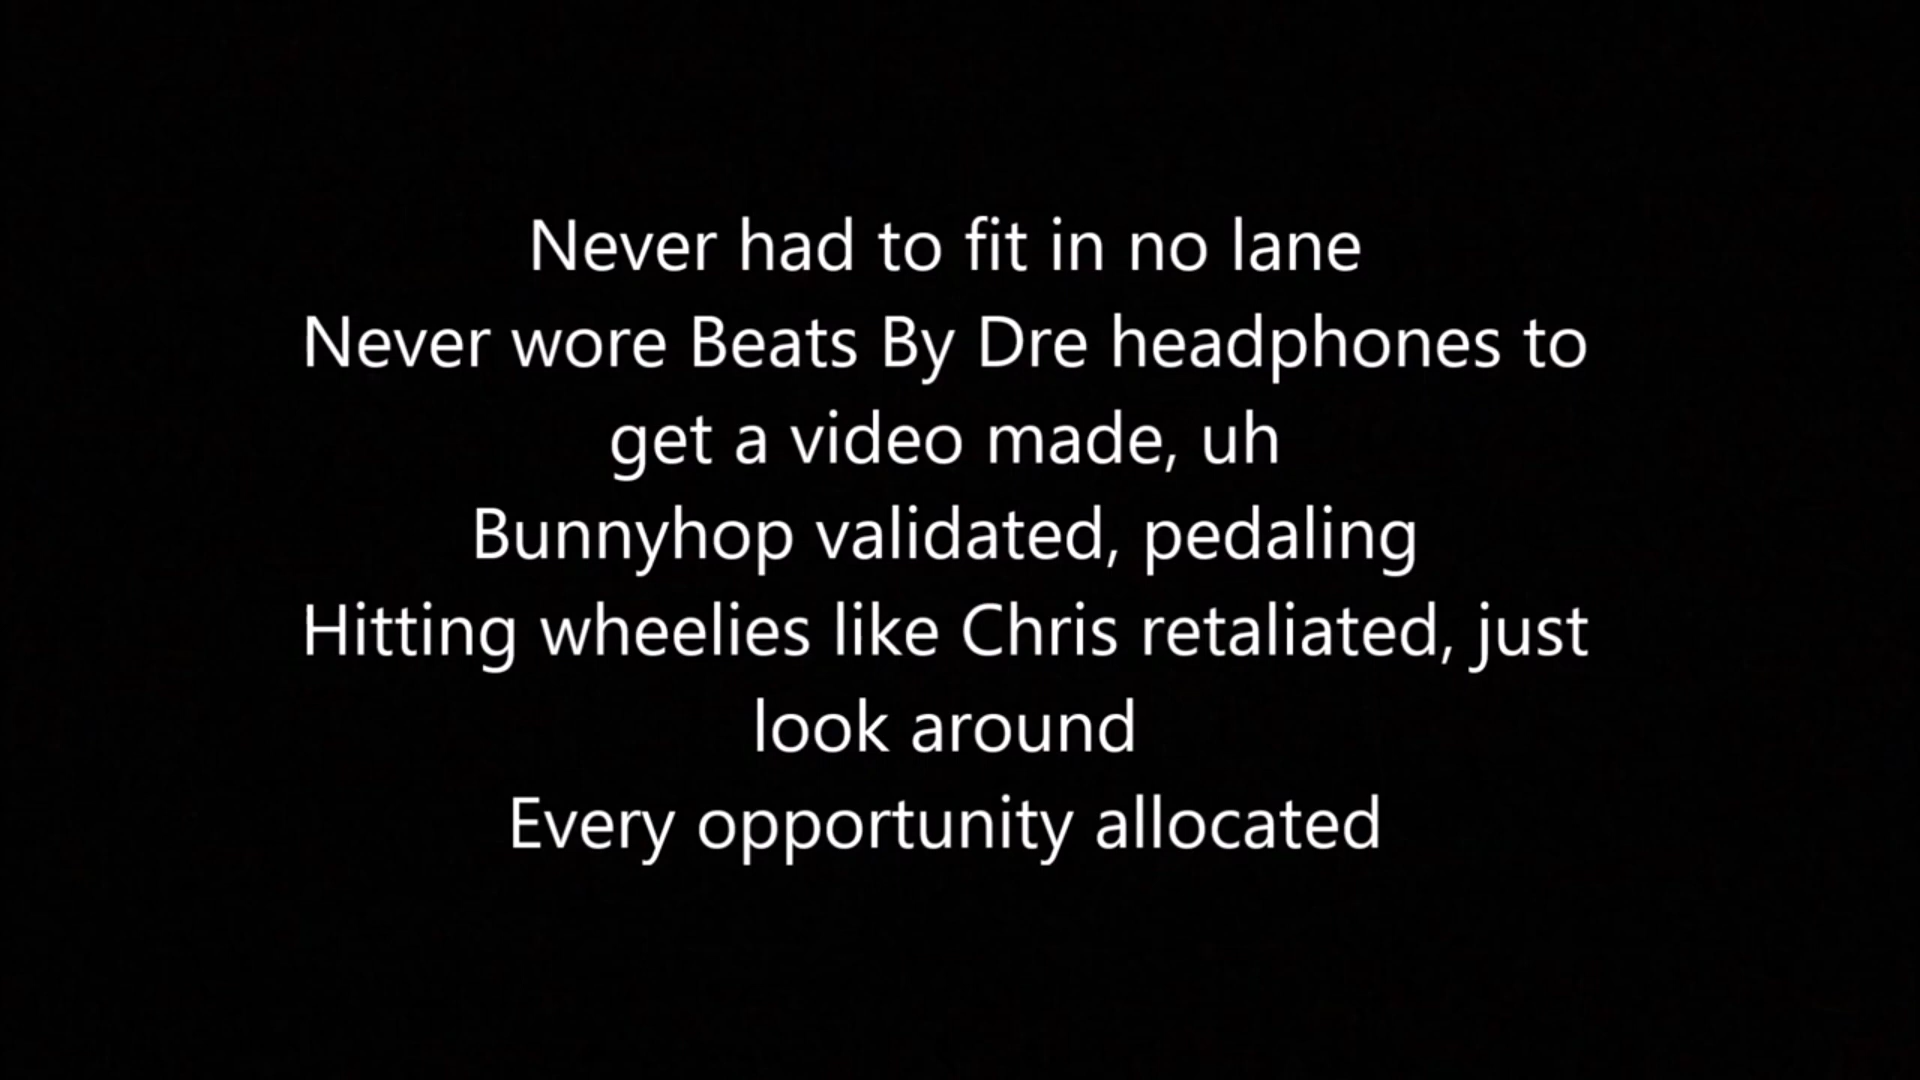 Never had to fit in no lane
Never wore Beats By Dre headphones to
get a video made, uh
Bunnyhop validated, pedaling
Hitting wheelies like Chris retaliated, just
look around
Every opportunity allocated